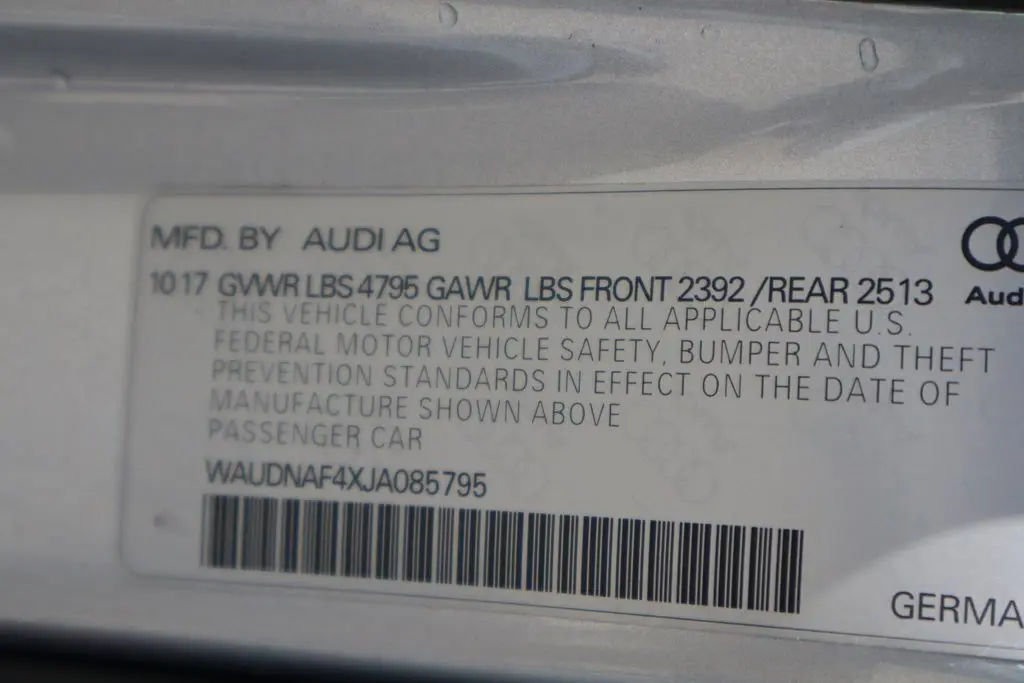 MFD. BY AUDI AG
10 17 GVWR LBS 4795 GAWR LBS FRONT 2392 /REAR 2513
Aud
THIS VEHICLE CONFORMS TO ALL APPLICABLE U.S.
FEDERAL MOTOR VEHICLE SAFETY, BUMPER AND THEFT
PREVENTION STANDARDS IN EFFECT ON THE DATE OF
MANUFACTURE SHOWN ABOVE
PASSENGER CAR
WAUDNAF4XJA085795
GERMA